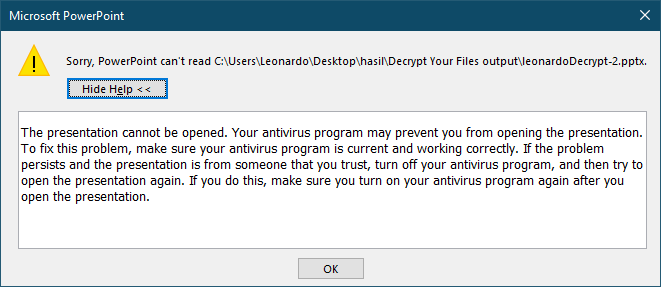 Microsoft PowerPoint
Sorry, PowerPoint can't read C:\Users\Leonardo\Desktop\hasil\Decrypt Your Files output\leonardoDecrypt-2.pptx.
Hide Help <<
The presentation cannot be opened. Your antivirus program may prevent you from opening the presentation.
To fix this problem, make sure your antivirus program is current and working correctly. If the problem
persists and the presentation is from someone that you trust, turn off your antivirus program, and then try to
open the presentation again. If you do this, make sure you turn on your antivirus program again after you
open the presentation.
OK